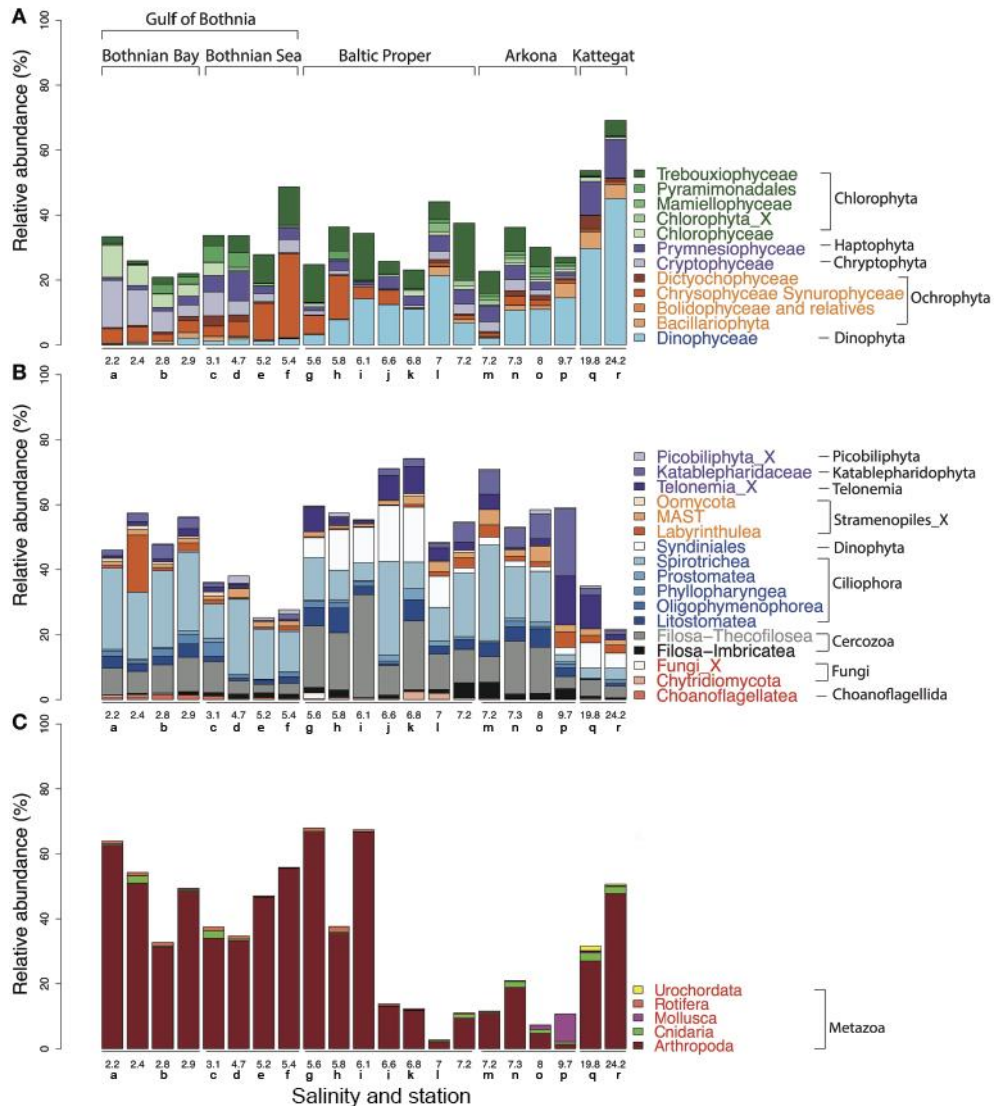 A
Gulf of Bothnia
Bothnian Bay Bothnian Sea Baltic Proper Arkona Kattegat
Relative abundance (%)
0 20 40 60 80 100
Trebouxiophyceae
Pyramimonadales
Mamiellophyceae
Chlorophyta_X
Chlorophyceae
Prymnesiophyceae
Cryptophyceae
Dictyochophyceae
Chrysophyceae Synurophyceae
Bolidophyceae and relatives
Bacillariophyta
Dinophyceae
Chlorophyta
Haptophyta
Chryptophyta
Ochrophyta
Dinophyta
2.2 2.4 2.8 2.9 3.1 4.7 5.2 5.4 5.6 5.8 6.1 6.6 6.8 7 7.2 7.2 7.3 8 9.7 19.8 24.2
a b c d e f g h i j k l m n o p q r
B
Relative abundance (%)
0 20 40 60 80 100
Picobiliphyta_X
Katablepharidaceae
Telonemia_X
Oomycota
MAST
Labyrinthulea
Syndiniales
Spirotrichea
Prostomatea
Phyllopharyngea
Oligophymenophorea
Litostomatea
Filosa-Thecofilosea
Filosa-Imbricatea
Fungi_X
Chytridiomycota
Choanoflagellatea
Picobiliphyta
Katablepharidophyta
Telonemia
Stramenopiles_X
Dinophyta
Ciliophora
Cercozoa
Fungi
Choanoflagellida
2.2 2.4 2.8 2.9 3.1 4.7 5.2 5.4 5.6 5.8 6.1 6.6 6.8 7 7.2 7.2 7.3 8 9.7 19.8 24.2
a b c d e f g h i j k l m n o p q r
C
Relative abundance (%)
0 20 40 60 80 100
Urochordata
Rotifera
Mollusca
Cnidaria
Arthropoda
Metazoa
2.2 2.4 2.8 2.9 3.1 4.7 5.2 5.4 5.6 5.8 6.1 6.6 6.8 7 7.2 7.2 7.3 8 9.7 19.8 24.2
a b c d e f g h i j k l m n o p q r
Salinity and station